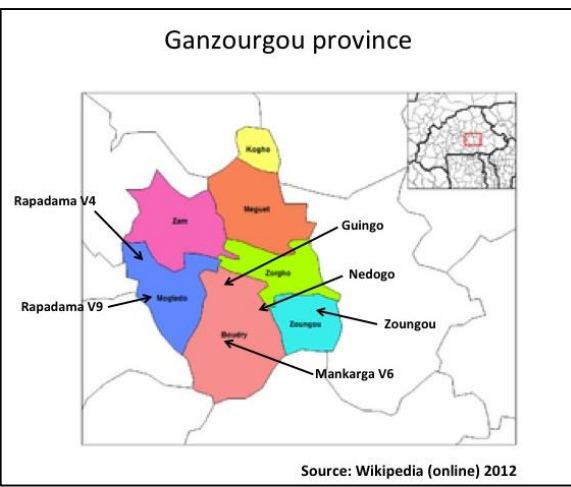 Ganzourgou province
Kogho
Rapadama V4
Zam
Meguet
Guingo
Zorgho
Nedogo
Rapadama V9
Mogtedo
Boudry
Zoungou
Zoungou
Mankarga V6
Source: Wikipedia (online) 2012